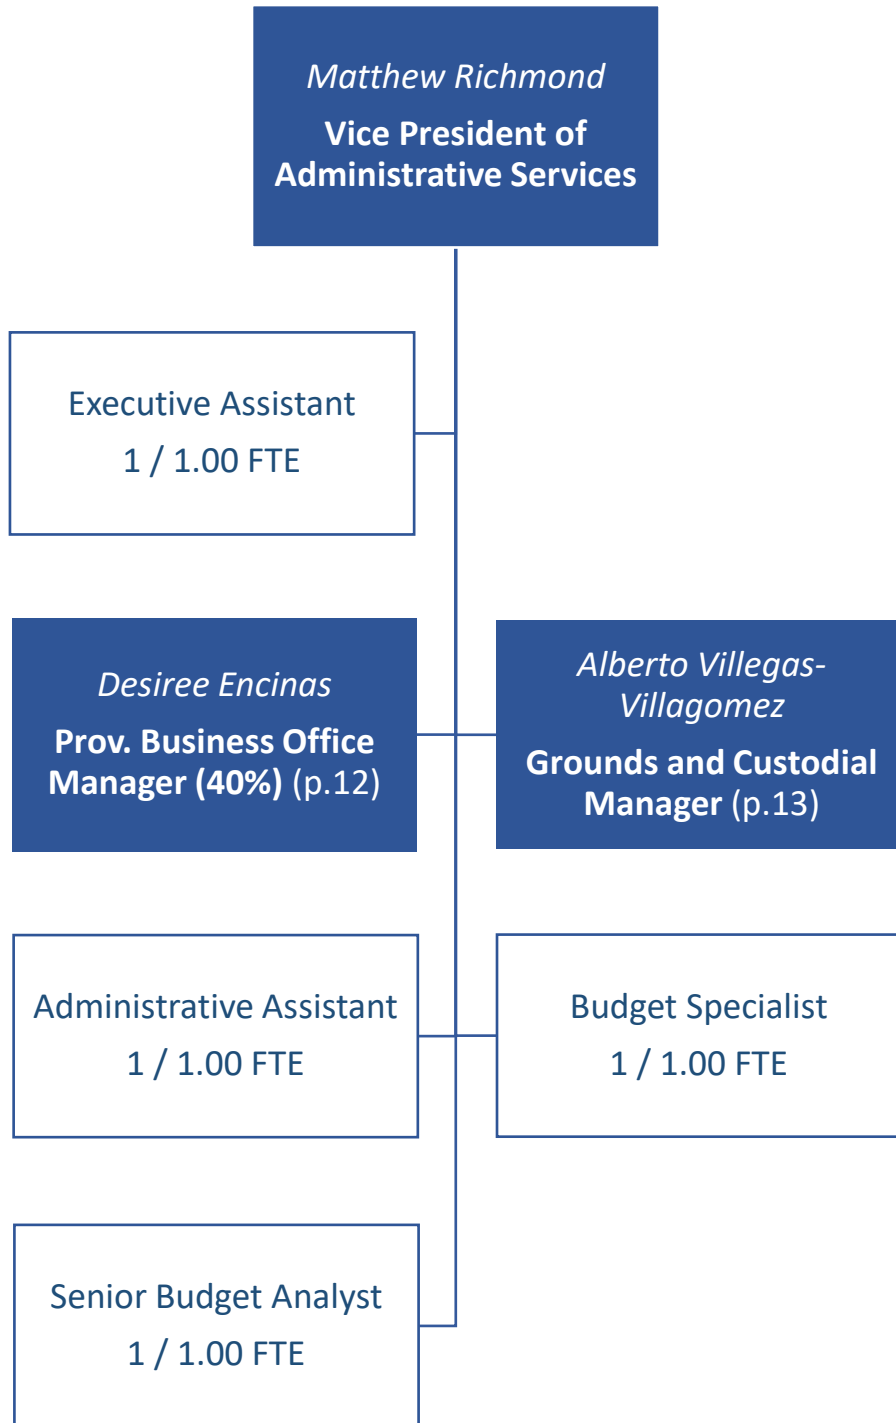 Matthew Richmond
Vice President of
Administrative Services
Executive Assistant
1 / 1.00 FTE
Desiree Encinas
Prov. Business Office
Manager (40%) (p.12)
Alberto Villegas-
Villagomez
Grounds and Custodial
Manager (p.13)
Administrative Assistant
1 / 1.00 FTE
Budget Specialist
1 / 1.00 FTE
Senior Budget Analyst
1 / 1.00 FTE